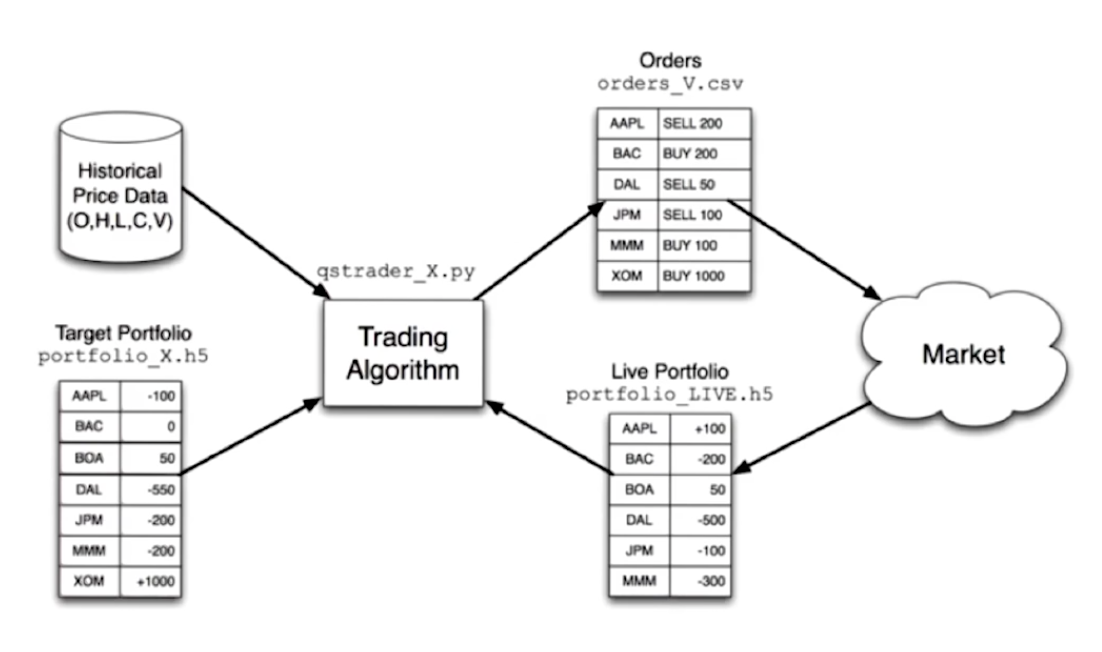 Historical
Price Data
(O,H,L,C,V)
Target Portfolio
portfolio_X.h5
AAPL -100
BAC 0
BOA 50
DAL -550
JPM -200
MMM -200
XOM +1000
qstrader_X.py
Trading
Algorithm
Orders
orders_V.csv
AAPL SELL 200
BAC BUY 200
DAL SELL 50
JPM SELL 100
MMM BUY 100
XOM BUY 1000
Market
Live Portfolio
portfolio_LIVE.h5
AAPL +100
BAC -200
BOA 50
DAL -500
JPM -100
MMM -300